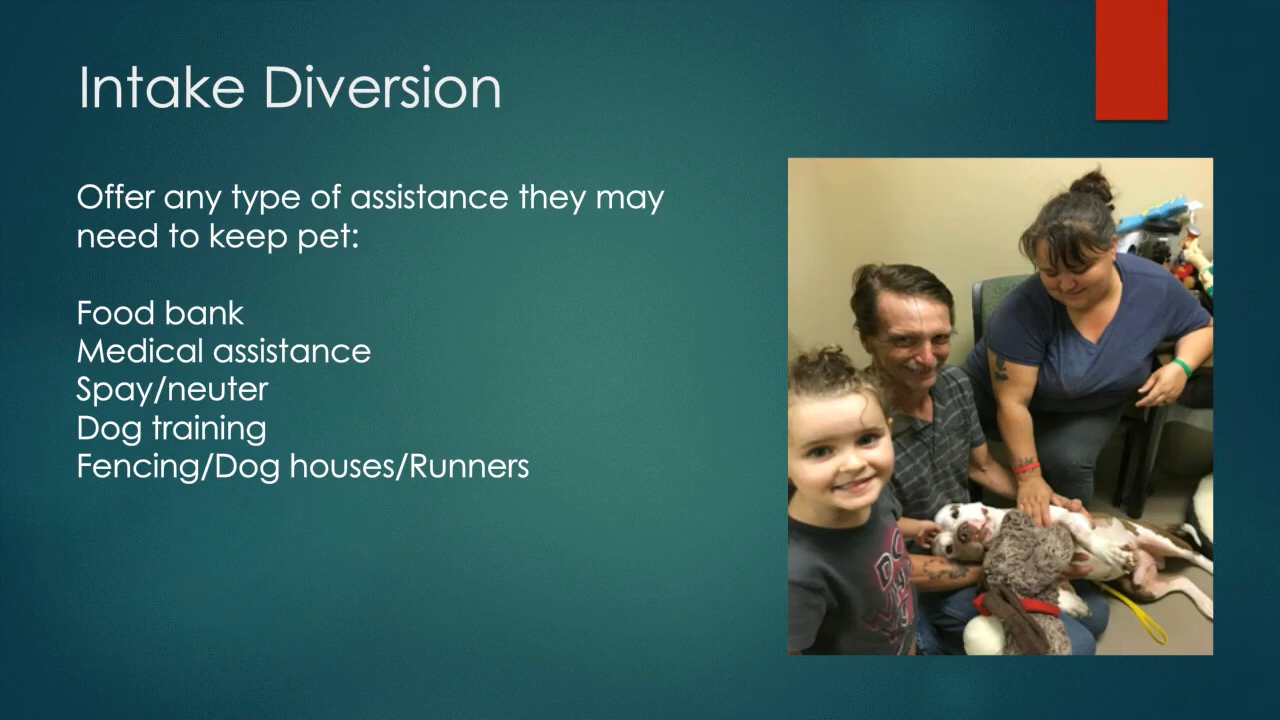 Intake Diversion
Offer any type of assistance they may
need to keep pet:
Food bank
Medical assistance
Spay/neuter
Dog training
Fencing/Dog houses/Runners